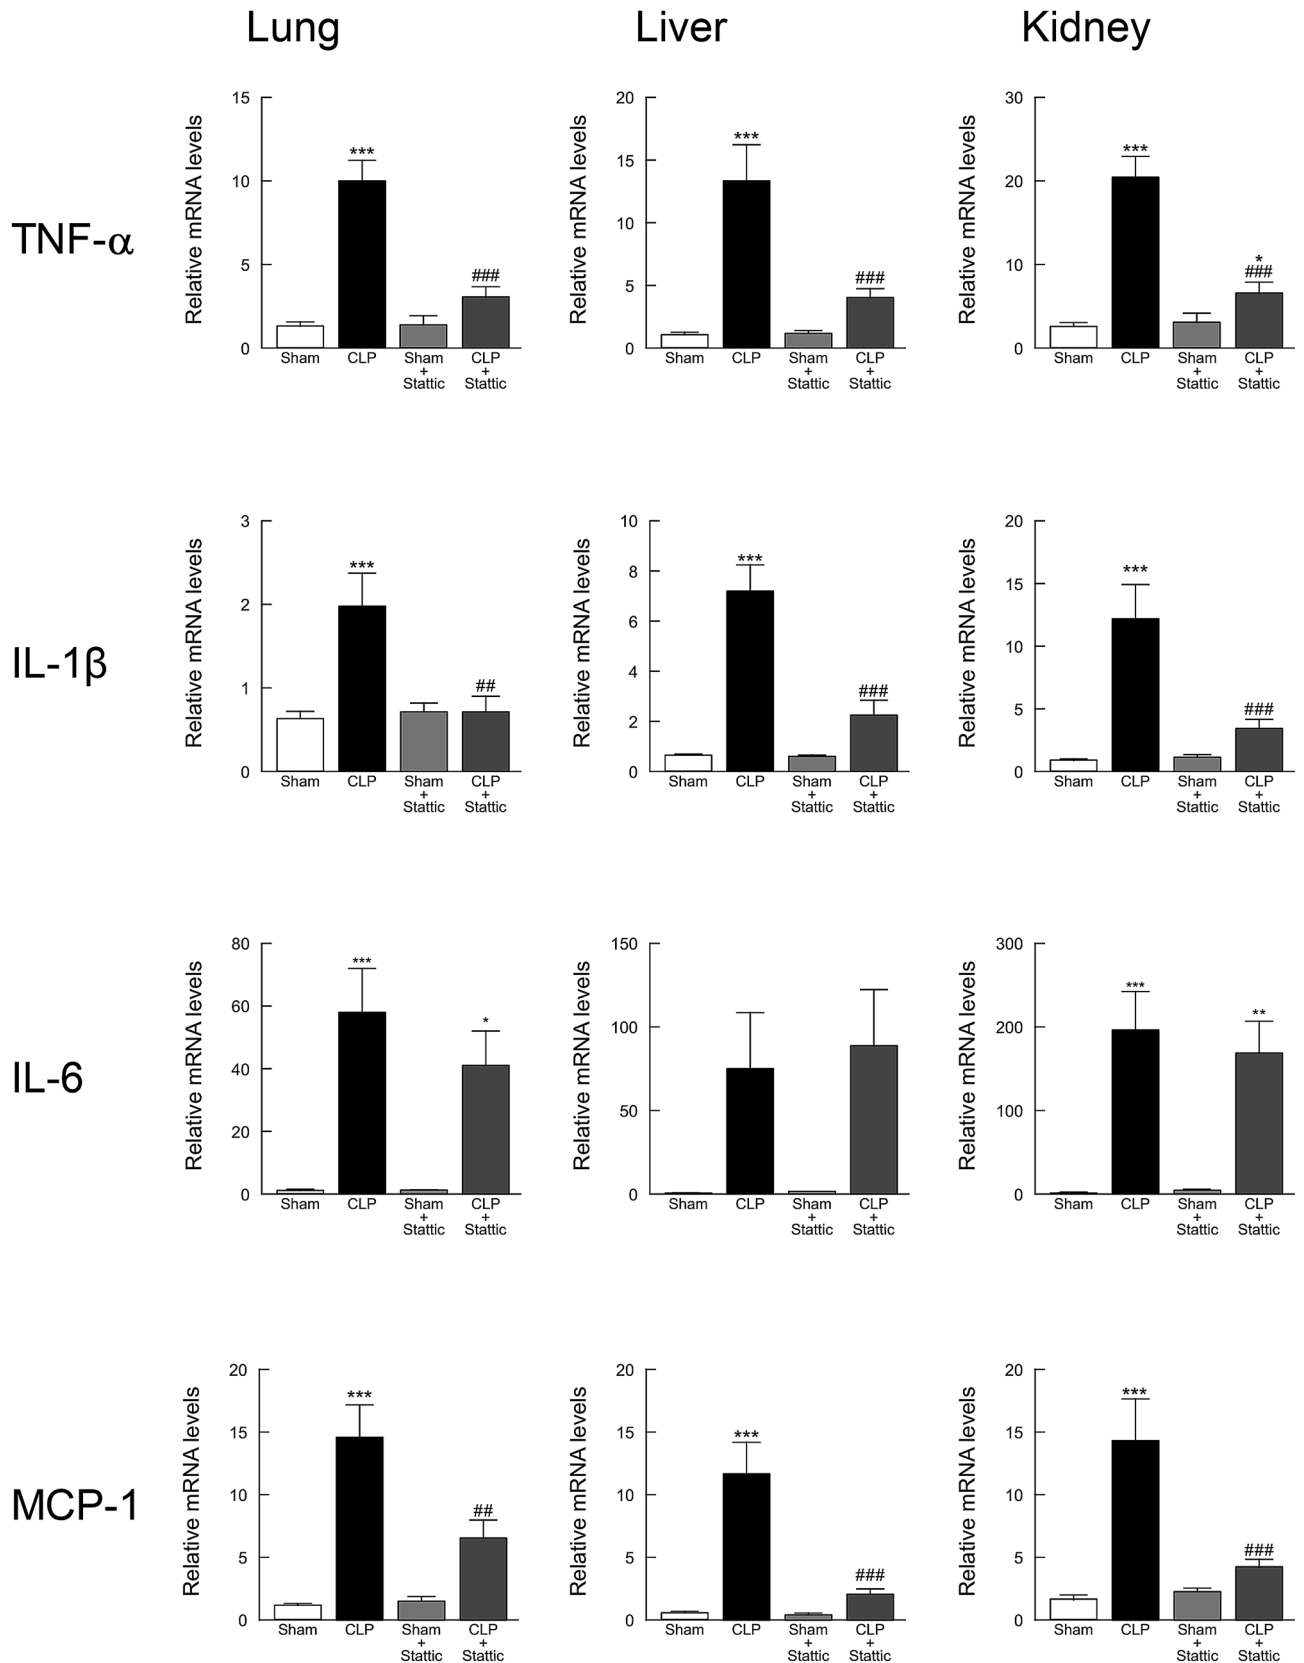 Lung Liver Kidney
TNF-α
Relative mRNA levels
15
10
5
0
***
###
Sham CLP Sham + Stattic CLP + Stattic
Relative mRNA levels
20
15
10
5
0
***
###
Sham CLP Sham + Stattic CLP + Stattic
Relative mRNA levels
30
20
10
0
***
*
###
Sham CLP Sham + Stattic CLP + Stattic
IL-1β
Relative mRNA levels
3
2
1
0
***
##
Sham CLP Sham + Stattic CLP + Stattic
Relative mRNA levels
10
8
6
4
2
0
***
###
Sham CLP Sham + Stattic CLP + Stattic
Relative mRNA levels
20
15
10
5
0
***
###
Sham CLP Sham + Stattic CLP + Stattic
IL-6
Relative mRNA levels
80
60
40
20
0
***
*
Sham CLP Sham + Stattic CLP + Stattic
Relative mRNA levels
150
100
50
0
Sham CLP Sham + Stattic CLP + Stattic
Relative mRNA levels
300
200
100
0
***
**
Sham CLP Sham + Stattic CLP + Stattic
MCP-1
Relative mRNA levels
20
15
10
5
0
***
##
Sham CLP Sham + Stattic CLP + Stattic
Relative mRNA levels
20
15
10
5
0
***
###
Sham CLP Sham + Stattic CLP + Stattic
Relative mRNA levels
20
15
10
5
0
***
###
Sham CLP Sham + Stattic CLP + Stattic